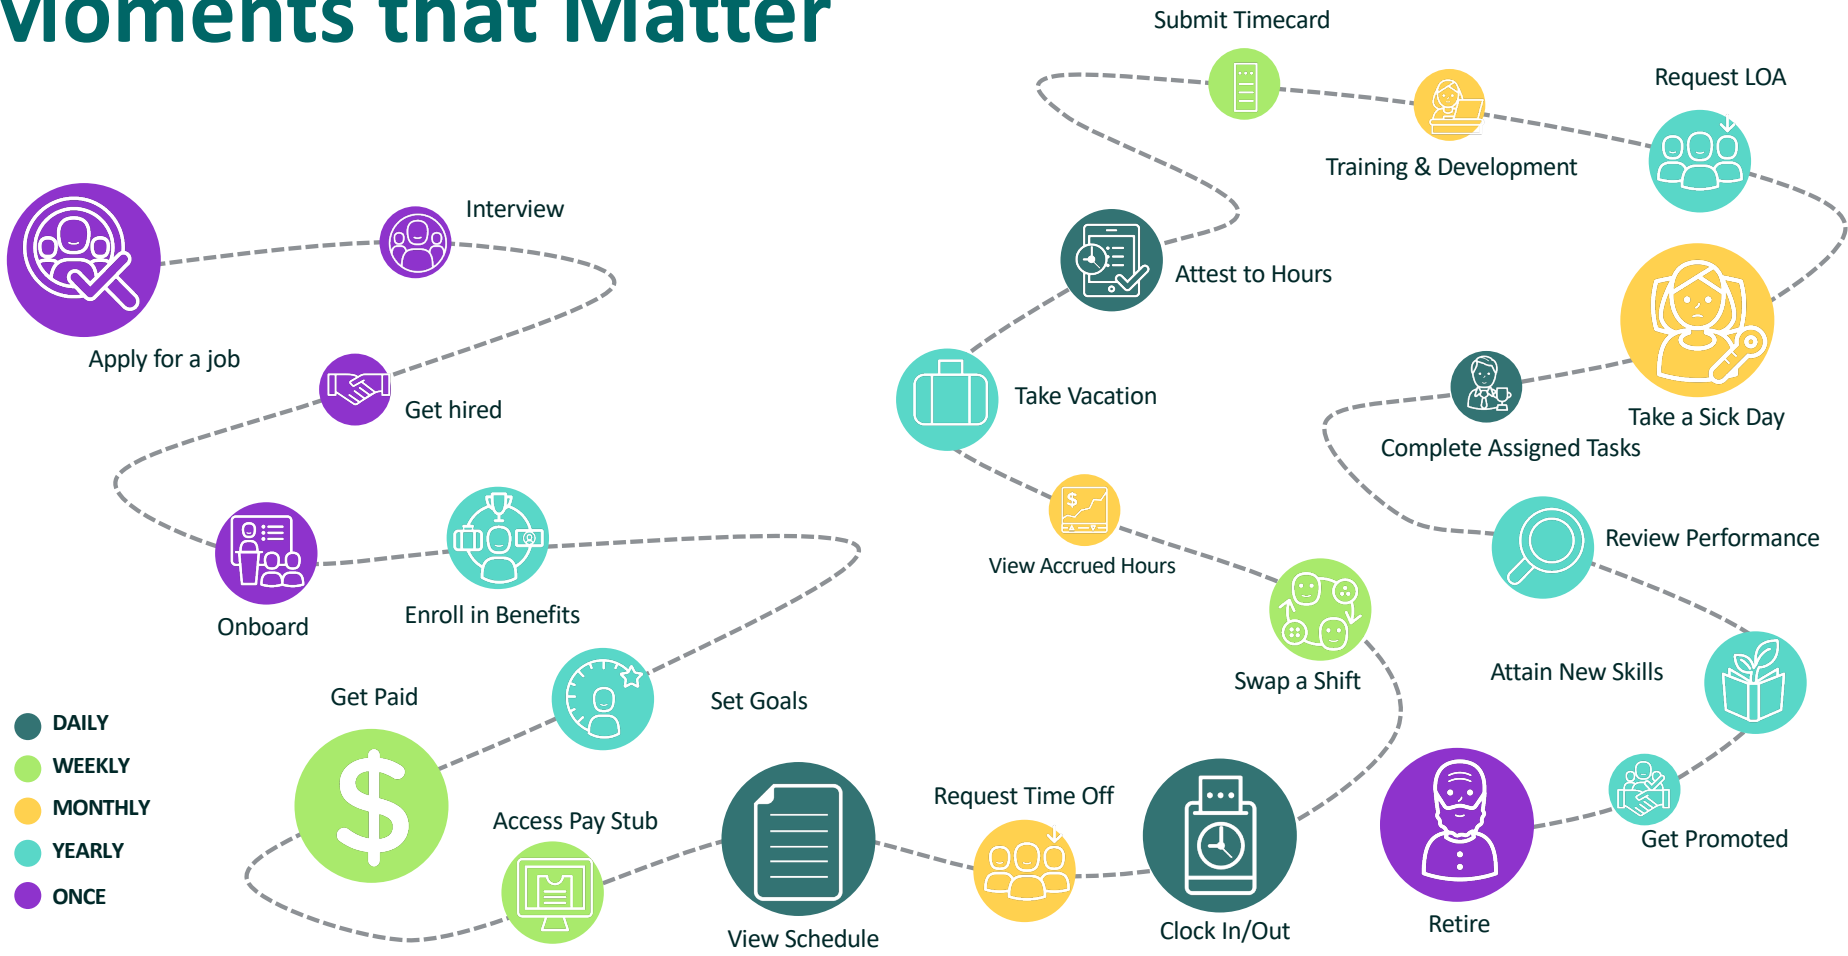 Moments that Matter
Submit Timecard
Request LOA
Training & Development
Interview
Attest to Hours
Apply for a job
Get hired
Take Vacation
Take a Sick Day
Complete Assigned Tasks
Review Performance
View Accrued Hours
Enroll in Benefits
Onboard
Attain New Skills
Swap a Shift
Get Paid
Set Goals
DAILY
WEEKLY
MONTHLY
YEARLY
ONCE
Request Time Off
Access Pay Stub
Get Promoted
View Schedule
Clock In/Out
Retire
$
$